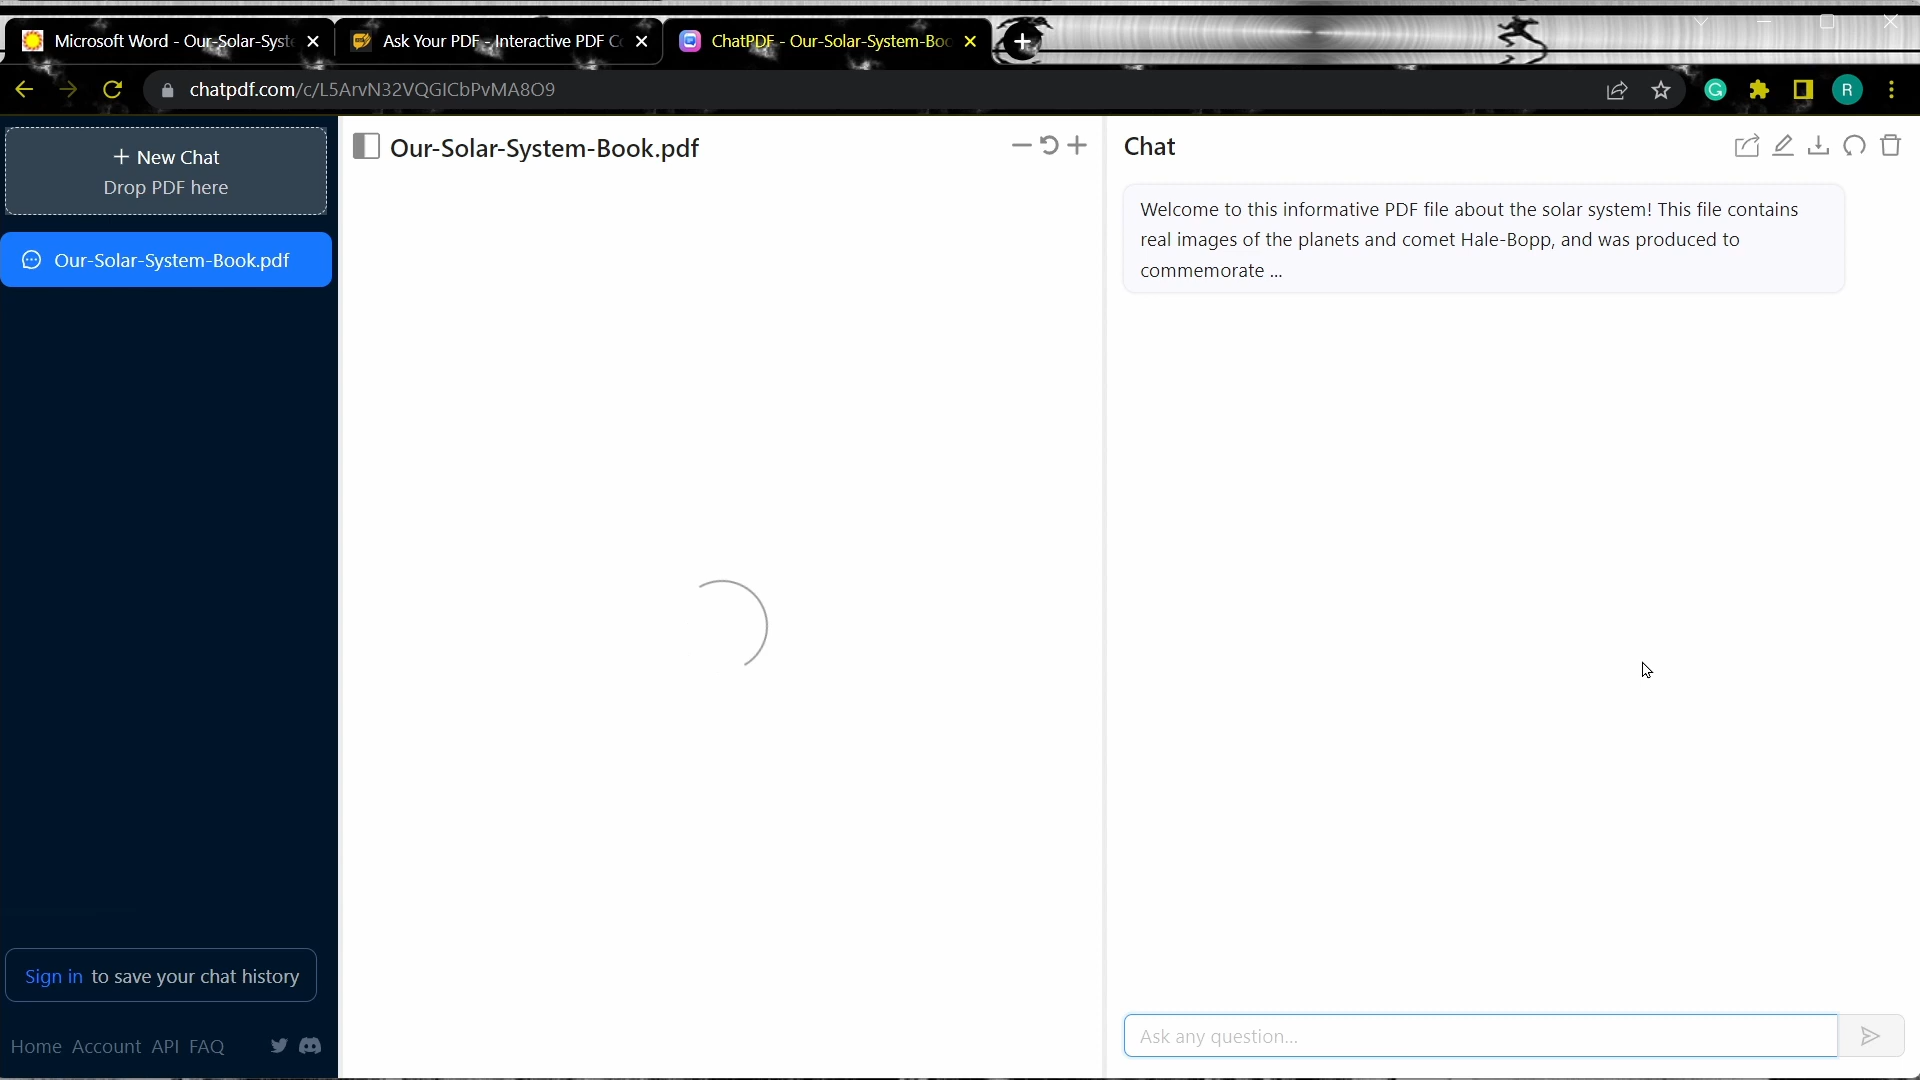 Microsoft Word - Our-Solar-Syste
Ask Your PDF - Interactive PDF C
ChatPDF - Our-Solar-System-Boo
chatpdf.com/c/L5ArvN32VQGICbPvMA8O9
R
+ New Chat
Drop PDF here
Our-Solar-System-Book.pdf
Sign in to save your chat history
Home Account API FAQ
Our-Solar-System-Book.pdf
Chat
Welcome to this informative PDF file about the solar system! This file contains
real images of the planets and comet Hale-Bopp, and was produced to
commemorate ...
Ask any question...